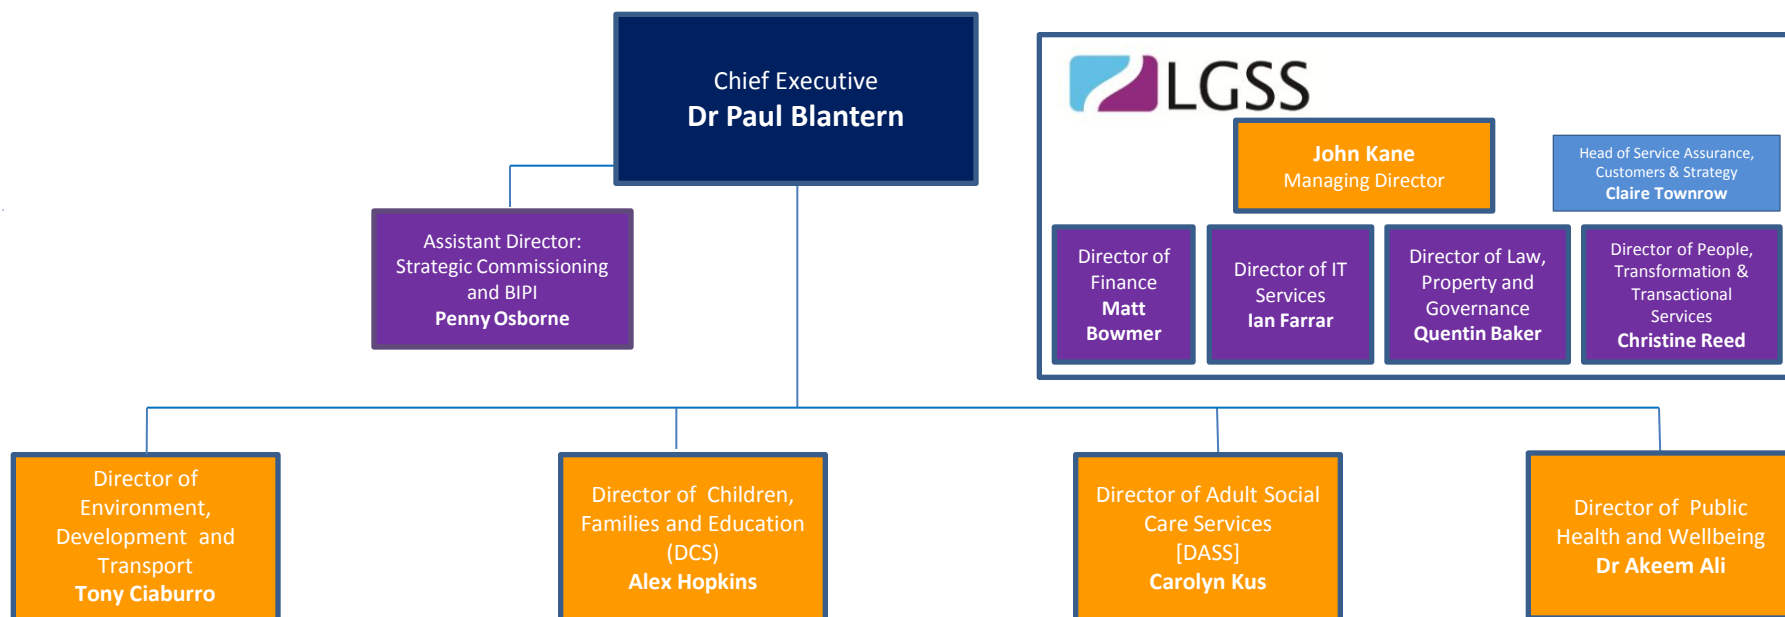 Chief Executive
Dr Paul Blantern
LGSS
John Kane
Managing Director
Head of Service Assurance,
Customers & Strategy
Claire Townrow
Assistant Director:
Strategic Commissioning
and BIPI
Penny Osborne
Director of
Finance
Matt
Bowmer
Director of IT
Services
Ian Farrar
Director of Law,
Property and
Governance
Quentin Baker
Director of People,
Transformation &
Transactional
Services
Christine Reed
Director of
Environment,
Development and
Transport
Tony Ciaburro
Director of Children,
Families and Education
(DCS)
Alex Hopkins
Director of Adult Social
Care Services
[DASS]
Carolyn Kus
Director of Public
Health and Wellbeing
Dr Akeem Ali